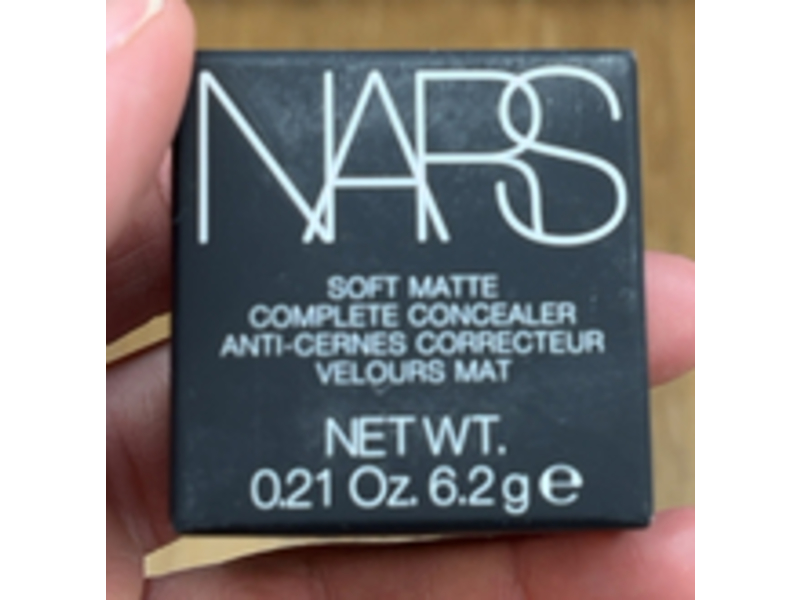 NARS
SOFT MATTE
COMPLETE CONCEALER
ANTI-CERNES CORRECTEUR
VELOURS MAT
NET WT.
0.21 Oz. 6.2 g ℮